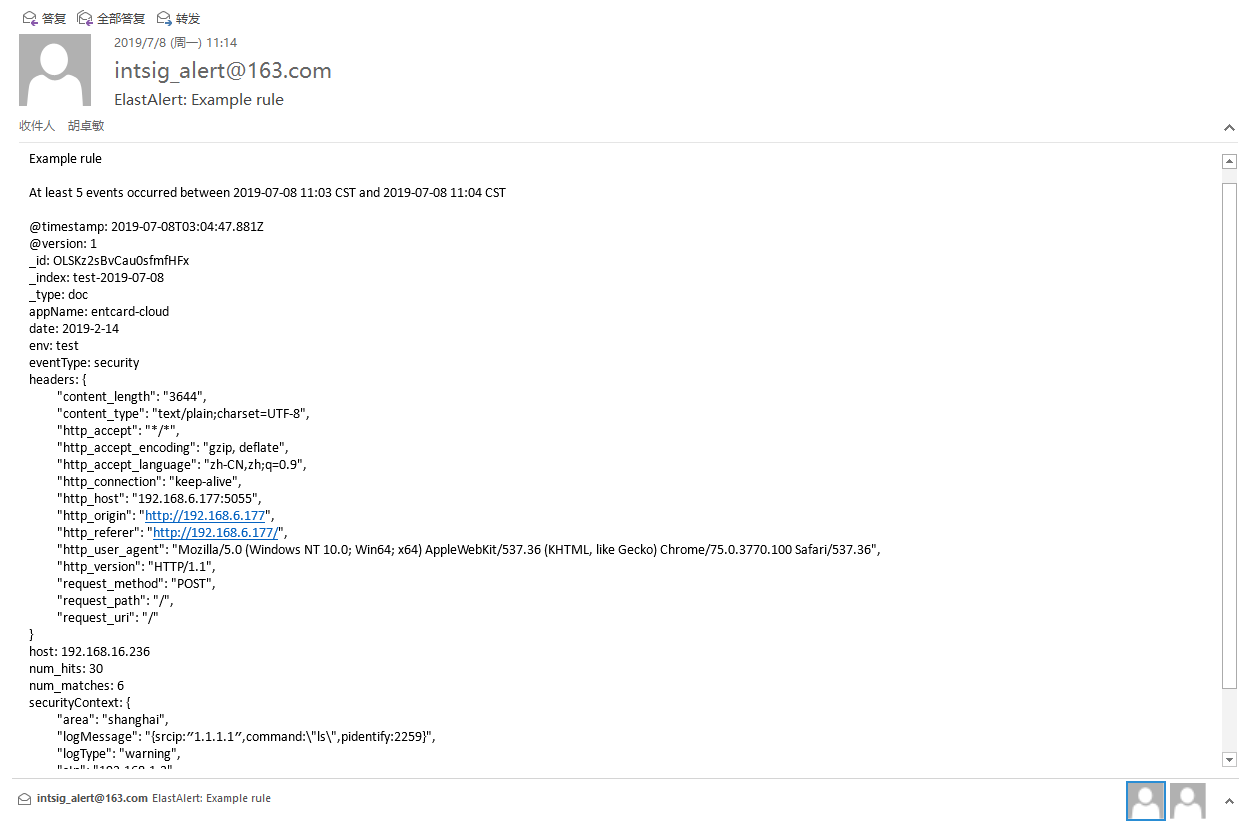 答复 全部答复 转发
2019/7/8 (周一) 11:14
intsig_alert@163.com
ElastAlert: Example rule
收件人 胡卓敏
Example rule
At least 5 events occurred between 2019-07-08 11:03 CST and 2019-07-08 11:04 CST
@timestamp: 2019-07-08T03:04:47.881Z
@version: 1
_id: OLSKz2sBvCau0sfmfHFx
_index: test-2019-07-08
_type: doc
appName: entcard-cloud
date: 2019-2-14
env: test
eventType: security
headers: {
"content_length": "3644",
"content_type": "text/plain;charset=UTF-8",
"http_accept": "*/*",
"http_accept_encoding": "gzip, deflate",
"http_accept_language": "zh-CN,zh;q=0.9",
"http_connection": "keep-alive",
"http_host": "192.168.6.177:5055",
"http_origin": "http://192.168.6.177",
"http_referer": "http://192.168.6.177/",
"http_user_agent": "Mozilla/5.0 (Windows NT 10.0; Win64; x64) AppleWebKit/537.36 (KHTML, like Gecko) Chrome/75.0.3770.100 Safari/537.36",
"http_version": "HTTP/1.1",
"request_method": "POST",
"request_path": "/",
"request_uri": "/"
}
host: 192.168.16.236
num_hits: 30
num_matches: 6
securityContext: {
"area": "shanghai",
"logMessage": "{srcip:”1.1.1.1”,command:\"ls\",pidentify:2259}",
"logType": "warning",
intsig_alert@163.com ElastAlert: Example rule